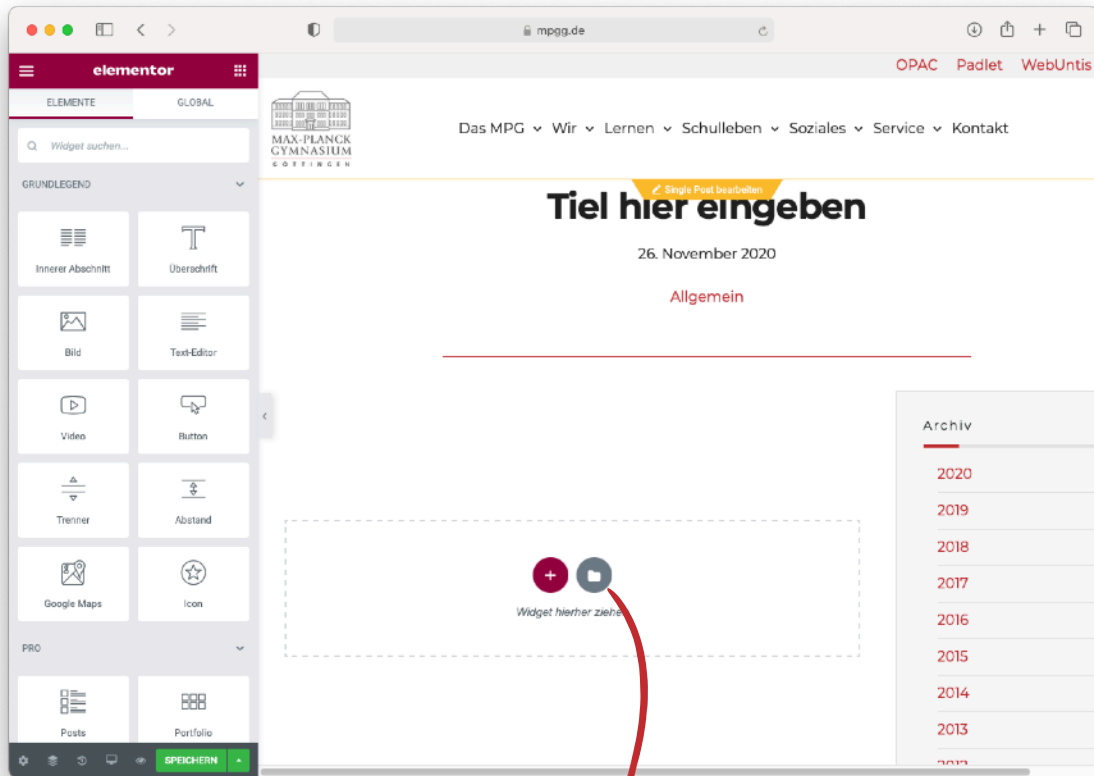 mpgg.de
elementor
ELEMENTE
GLOBAL
Widget suchen...
GRUNDLEGEND
Innerer Abschnitt
Überschrift
Bild
Text-Editor
Video
Button
Trenner
Abstand
Google Maps
Icon
PRO
Posts
Portfolio
SPEICHERN
OPAC Padlet WebUntis
MAX-PLANCK
GYMNASIUM
GÖTTINGEN
Das MPG Wir Lernen Schulleben Soziales Service Kontakt
Single Post bearbeiten
Tiel hier eingeben
26. November 2020
Allgemein
Widget hierher ziehe
Archiv
2020
2019
2018
2017
2016
2015
2014
2013
2012